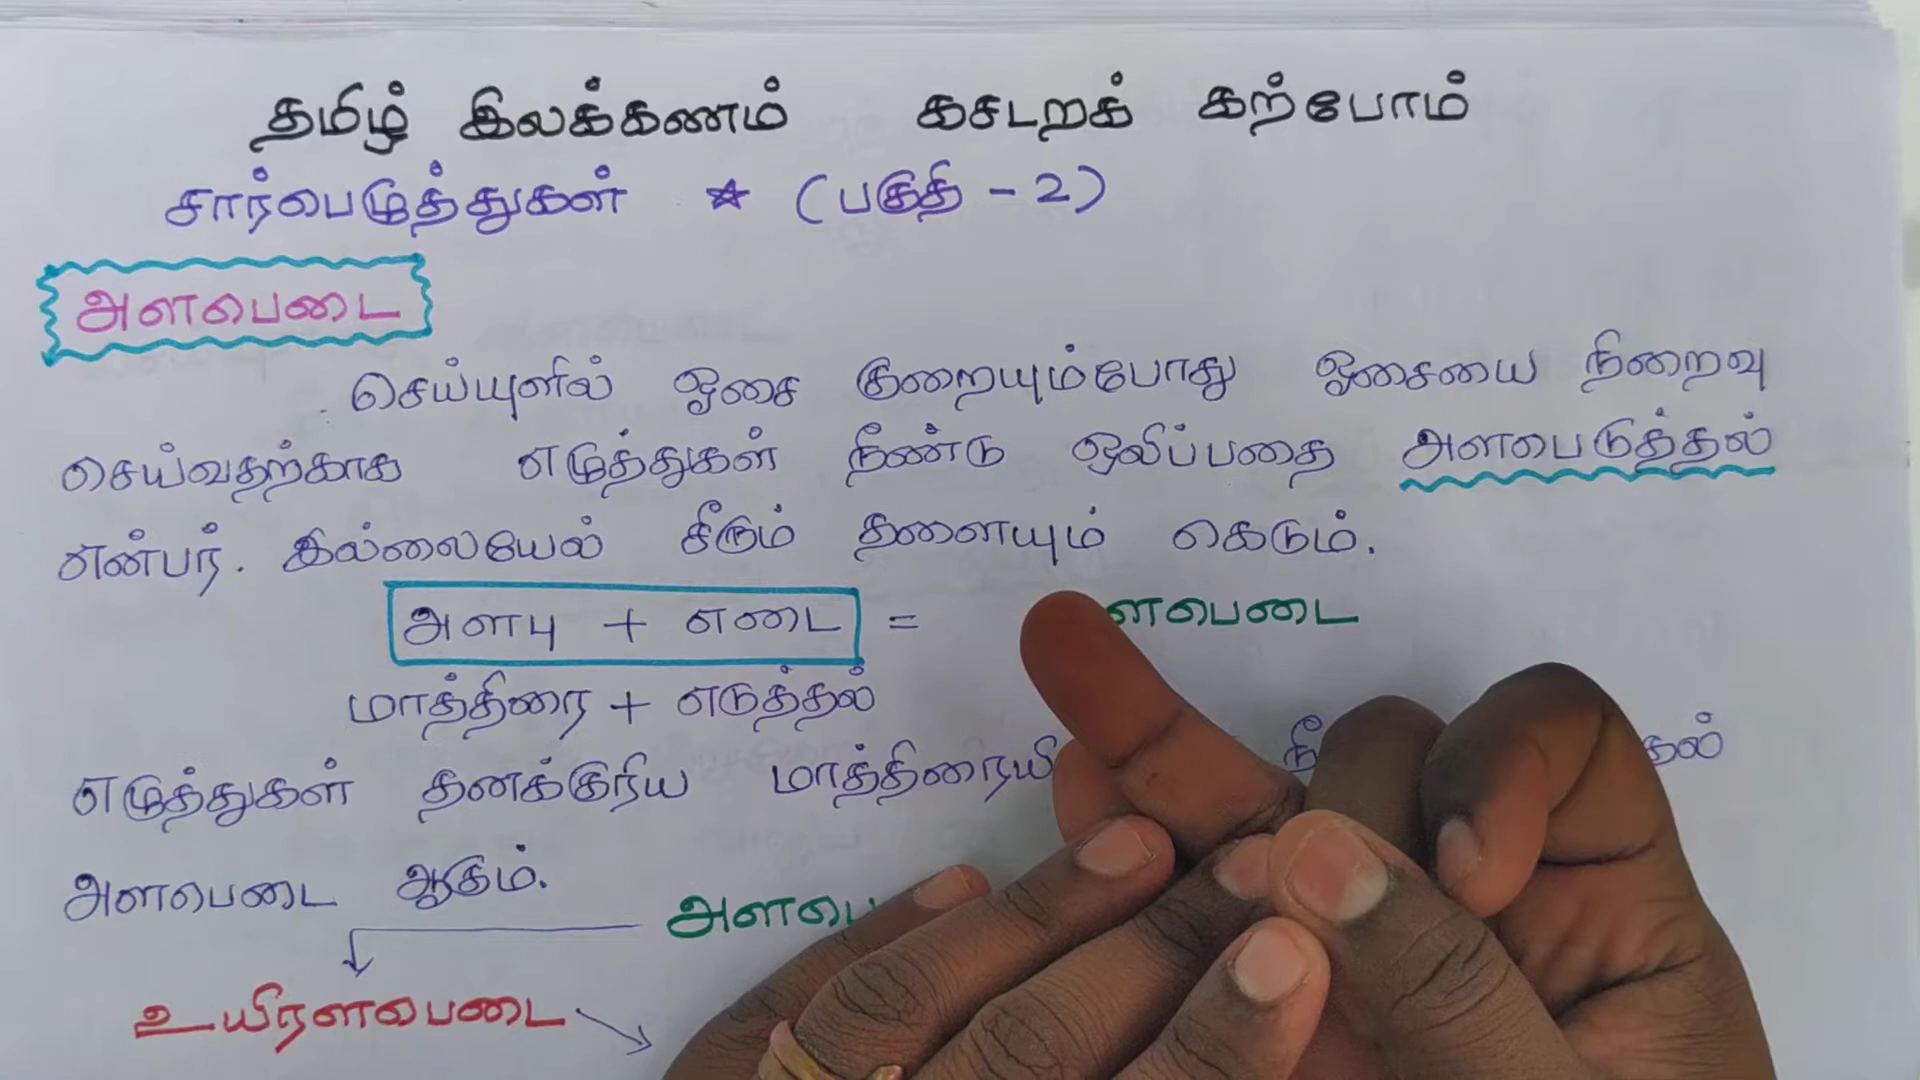 தமிழ் இலக்கணம் கசடறக் கற்போம்
சார்பெழுத்துகள் ☆ (பகுதி - 2)
அளபெடை
செய்யுளில் ஓசை குறையும்போது ஓசையை நிறைவு
செய்வதற்காக எழுத்துகள் நீண்டு ஒலிப்பதை அளபெடுத்தல்
என்பர். இல்லையேல் சீரும் தளையும் கெடும்.
அளபு + எடை = ளபெடை
மாத்திரை + எடுத்தல்
எழுத்துகள் தனக்குரிய
அளபெடை ஆகும்.
உயிரளபெடை